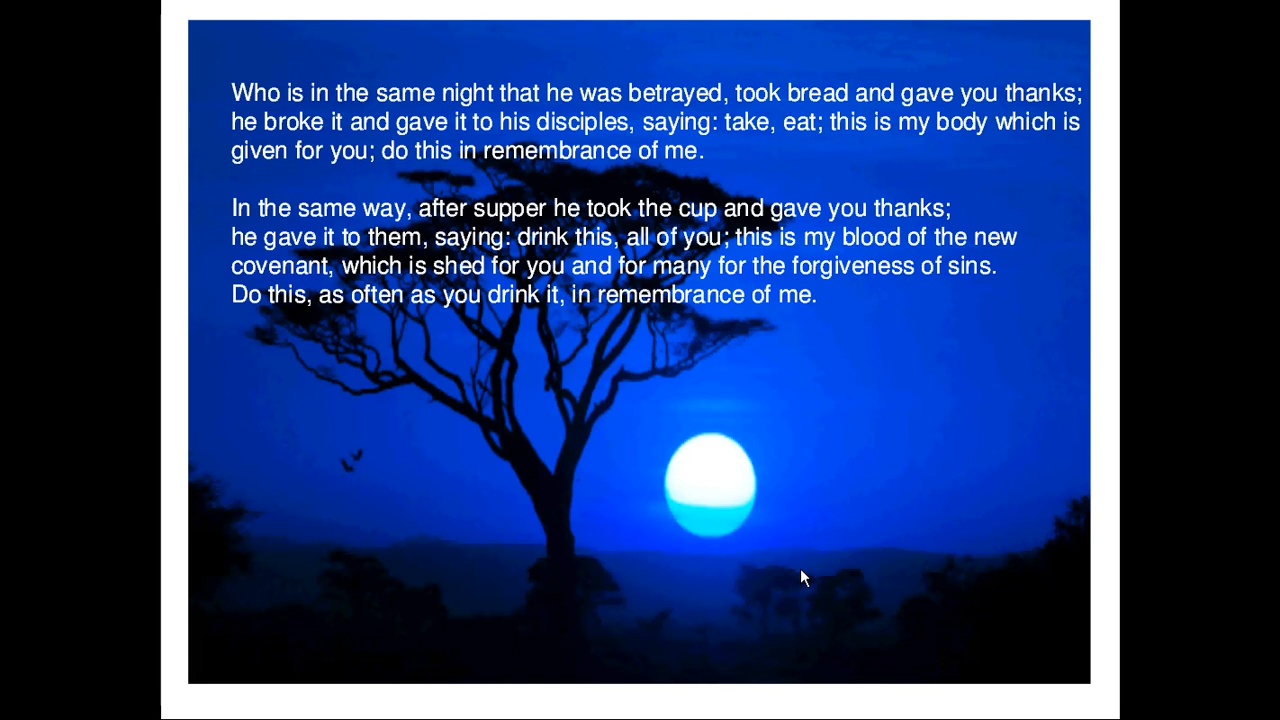 Who is in the same night that he was betrayed, took bread and gave you thanks;
he broke it and gave it to his disciples, saying: take, eat; this is my body which is
given for you; do this in remembrance of me.
In the same way, after supper he took the cup and gave you thanks;
he gave it to them, saying: drink this, all of you; this is my blood of the new
covenant, which is shed for you and for many for the forgiveness of sins.
Do this, as often as you drink it, in remembrance of me.